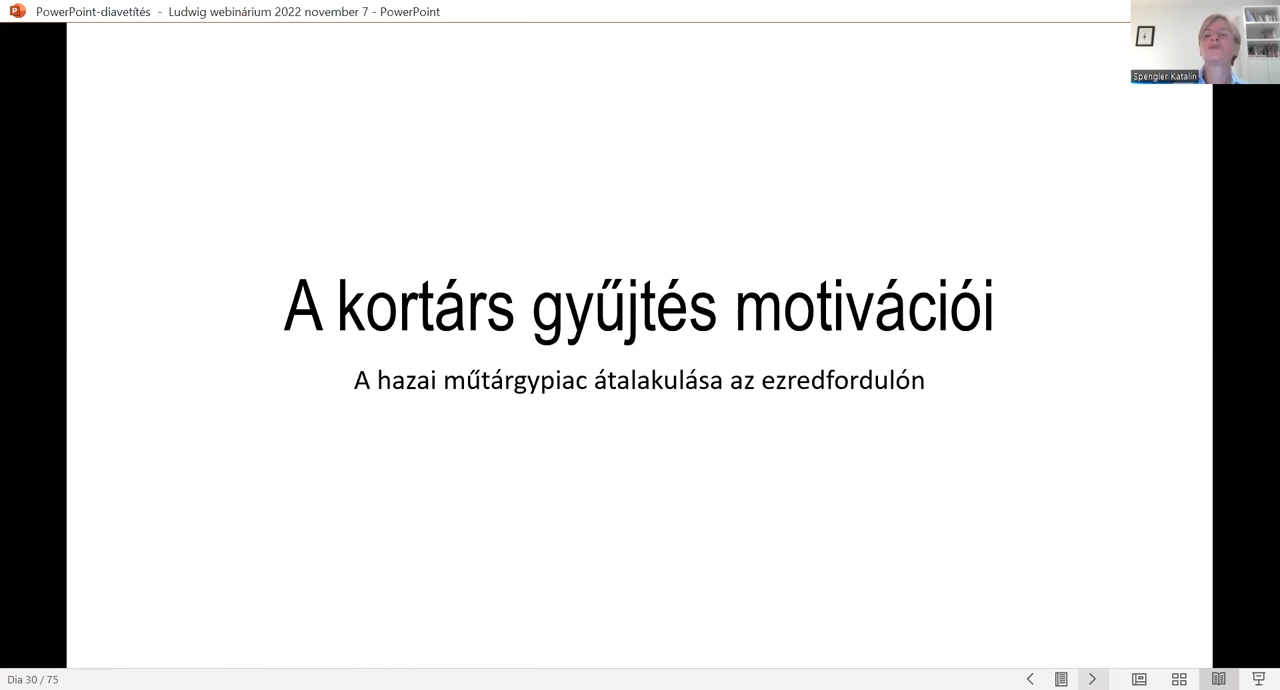 PowerPoint-diavetítés - Ludwig webinárium 2022 november 7 - PowerPoint
Spengler Katalin
A kortárs gyűjtés motivációi
A hazai műtárgypiac átalakulása az ezredfordulón
Dia 30 / 75